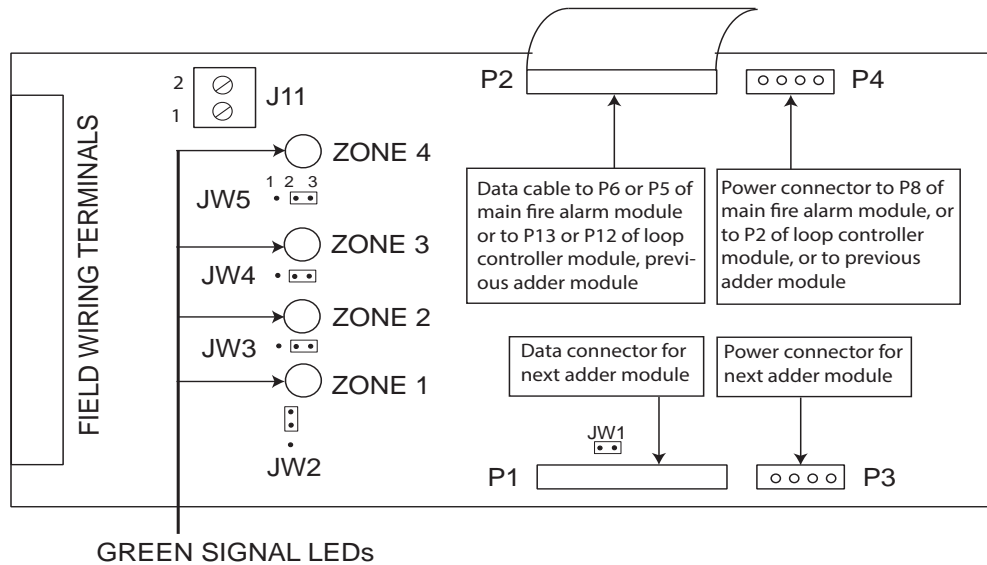 P2
P4
2
1
J11
ZONE 4
FIELD WIRING TERMINALS
1 2 3
JW5
Data cable to P6 or P5 of
main fire alarm module
or to P13 or P12 of loop
controller module, previ-
ous adder module
Power connector to P8 of
main fire alarm module, or
to P2 of loop controller
module, or to previous
adder module
ZONE 3
JW4
ZONE 2
JW3
ZONE 1
Data connector for
next adder module
Power connector for
next adder module
JW2
JW1
P1
P3
GREEN SIGNAL LEDs